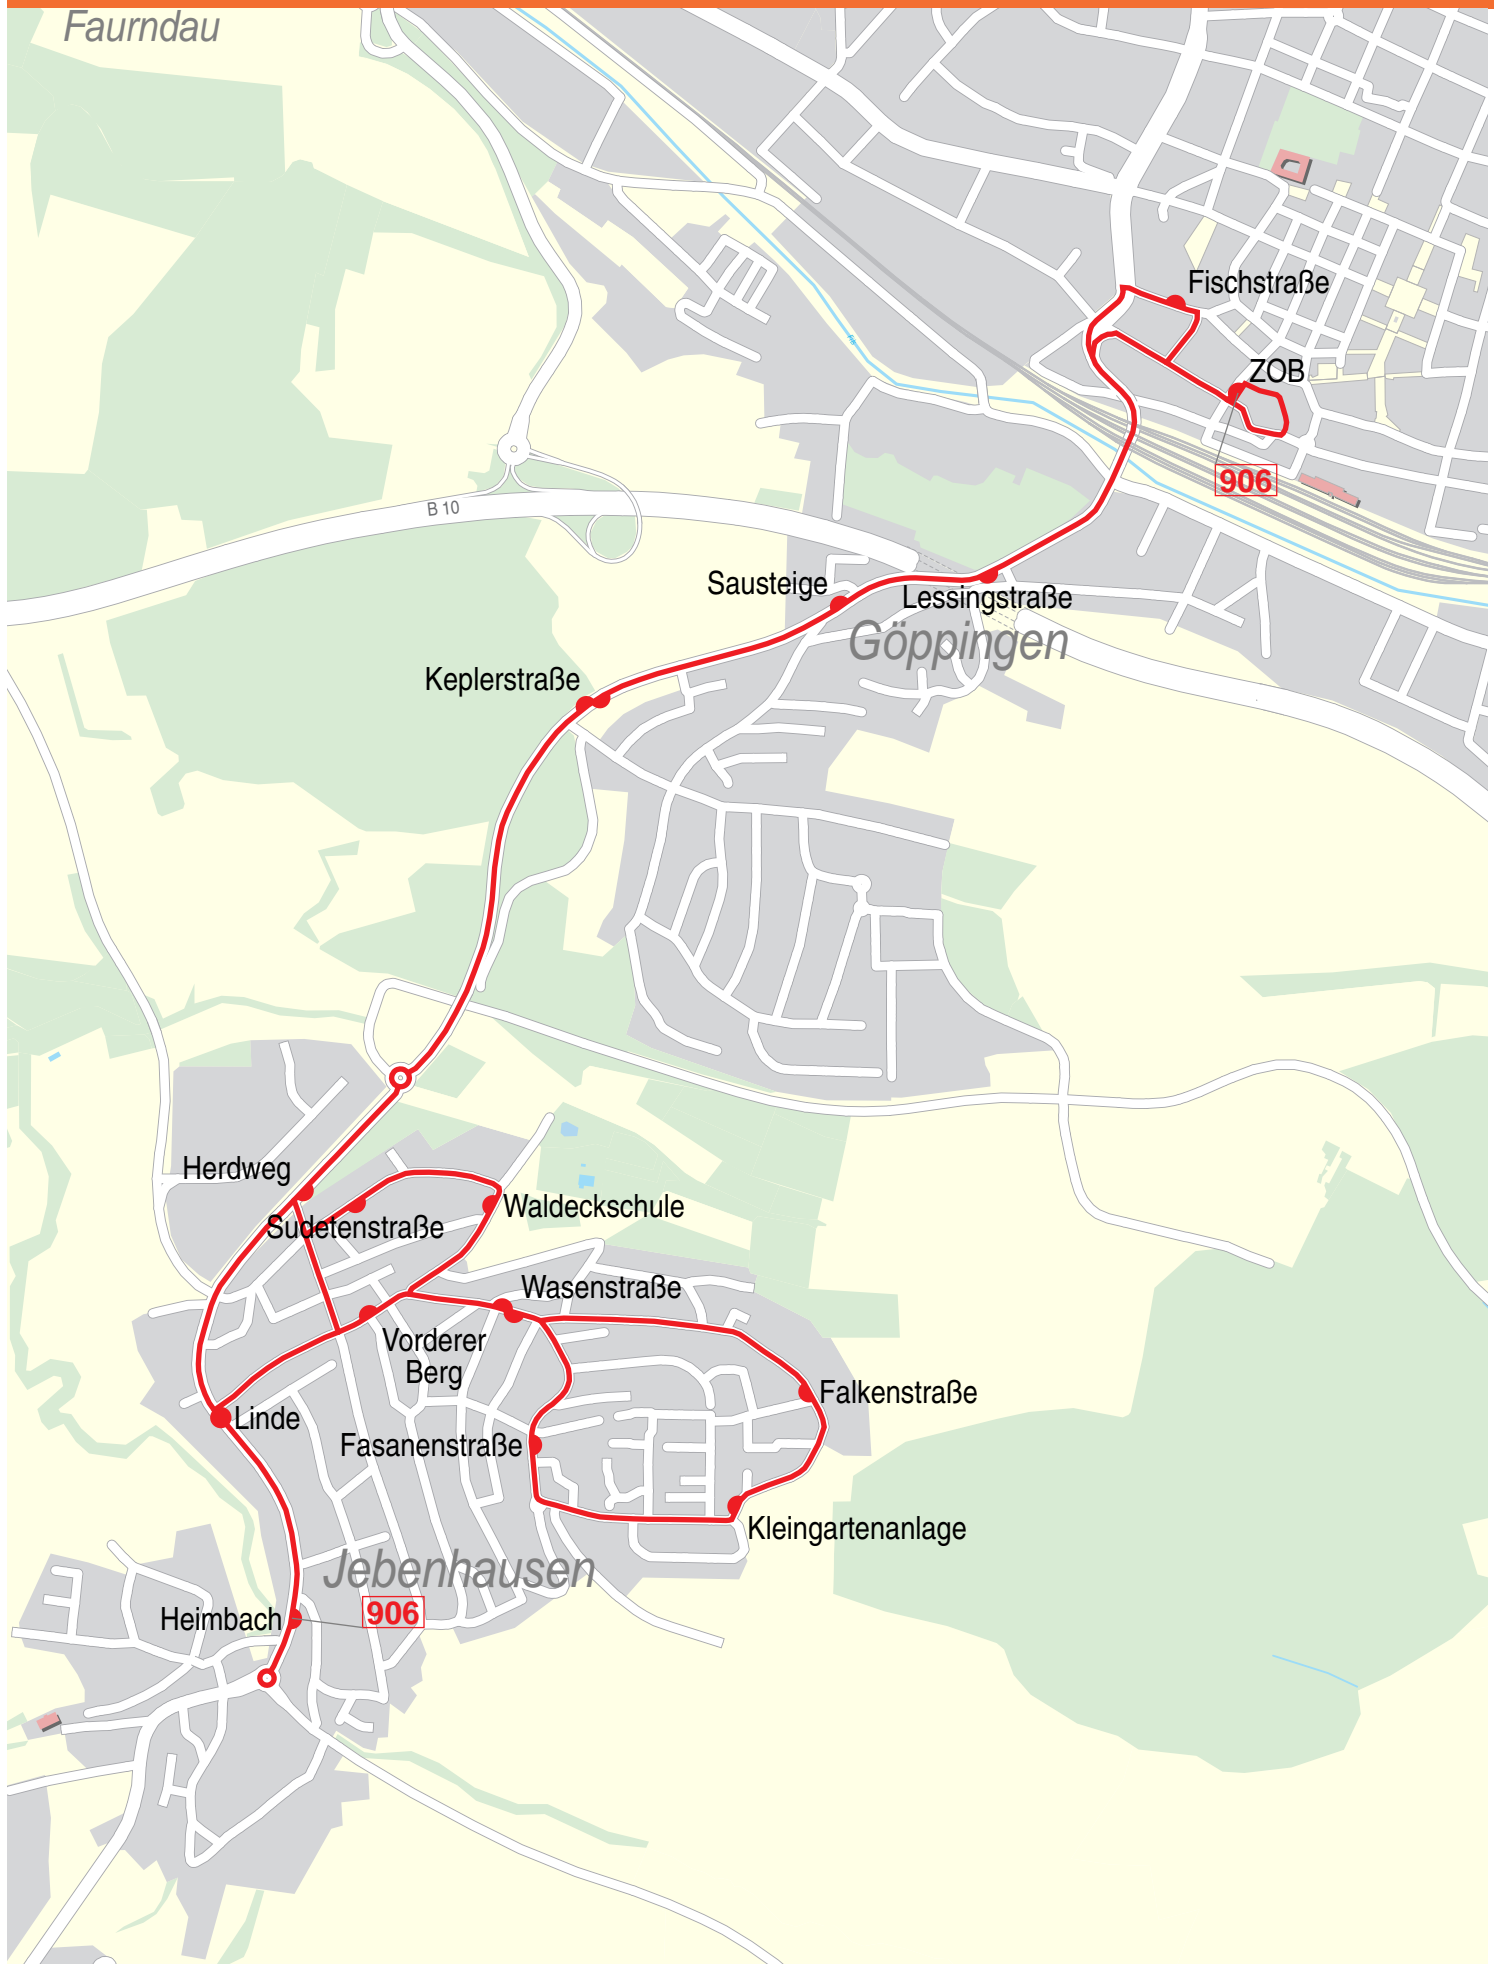 Faurndau
Fischstraße
ZOB
906
B 10
Sausteige
Lessingstraße
Göppingen
Keplerstraße
Herdweg
Sudetenstraße
Waldeckschule
Wasenstraße
Vorderer
Berg
Falkenstraße
Linde
Fasanenstraße
Kleingartenanlage
Jebenhausen
Heimbach
906